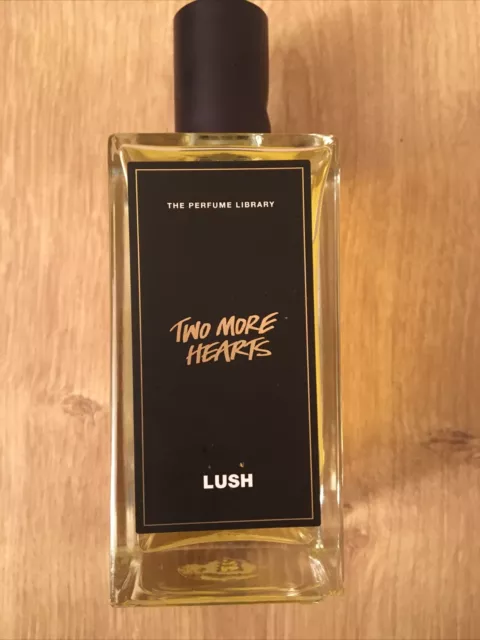 THE PERFUME LIBRARY
TWO MORE
HEARTS
LUSH